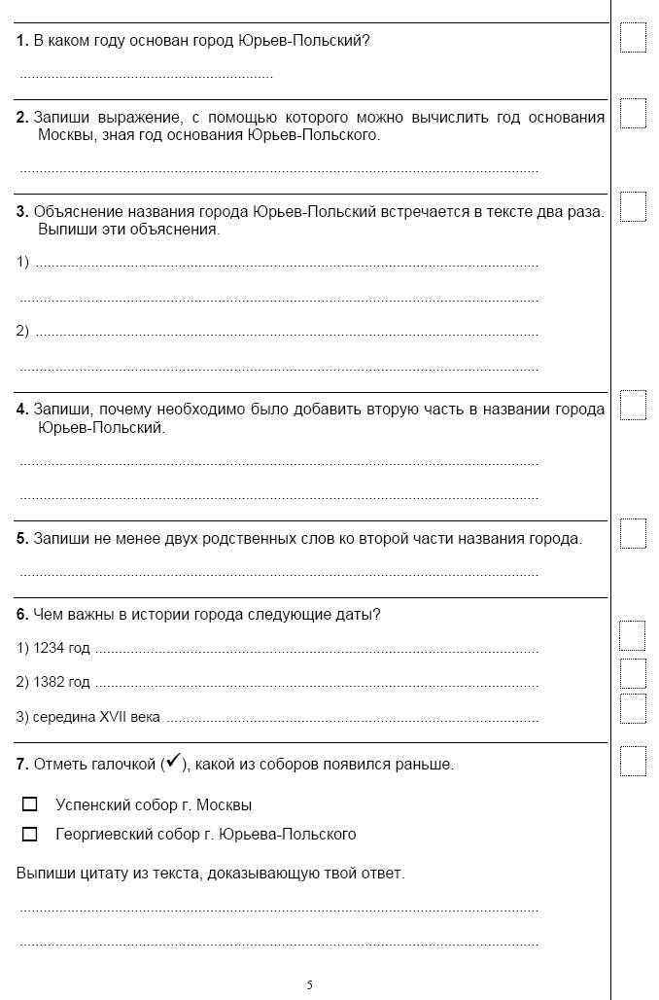 1. В каком году основан город Юрьев-Польский?
...............................................................
2. Запиши выражение, с помощью которого можно вычислить год основания
Москвы, зная год основания Юрьев-Польского.
...............................................................
3. Объяснение названия города Юрьев-Польский встречается в тексте два раза.
Выпиши эти объяснения.
1) ...............................................................
...............................................................
2) ...............................................................
...............................................................
4. Запиши, почему необходимо было добавить вторую часть в названии города
Юрьев-Польский.
...............................................................
...............................................................
5. Запиши не менее двух родственных слов ко второй части названия города.
...............................................................
6. Чем важны в истории города следующие даты?
1) 1234 год ...............................................................
2) 1382 год ...............................................................
3) середина XVII века ...............................................................
7. Отметь галочкой (✓), какой из соборов появился раньше.
Успенский собор г. Москвы
Георгиевский собор г. Юрьева-Польского
Выпиши цитату из текста, доказывающую твой ответ.
...............................................................
...............................................................
5